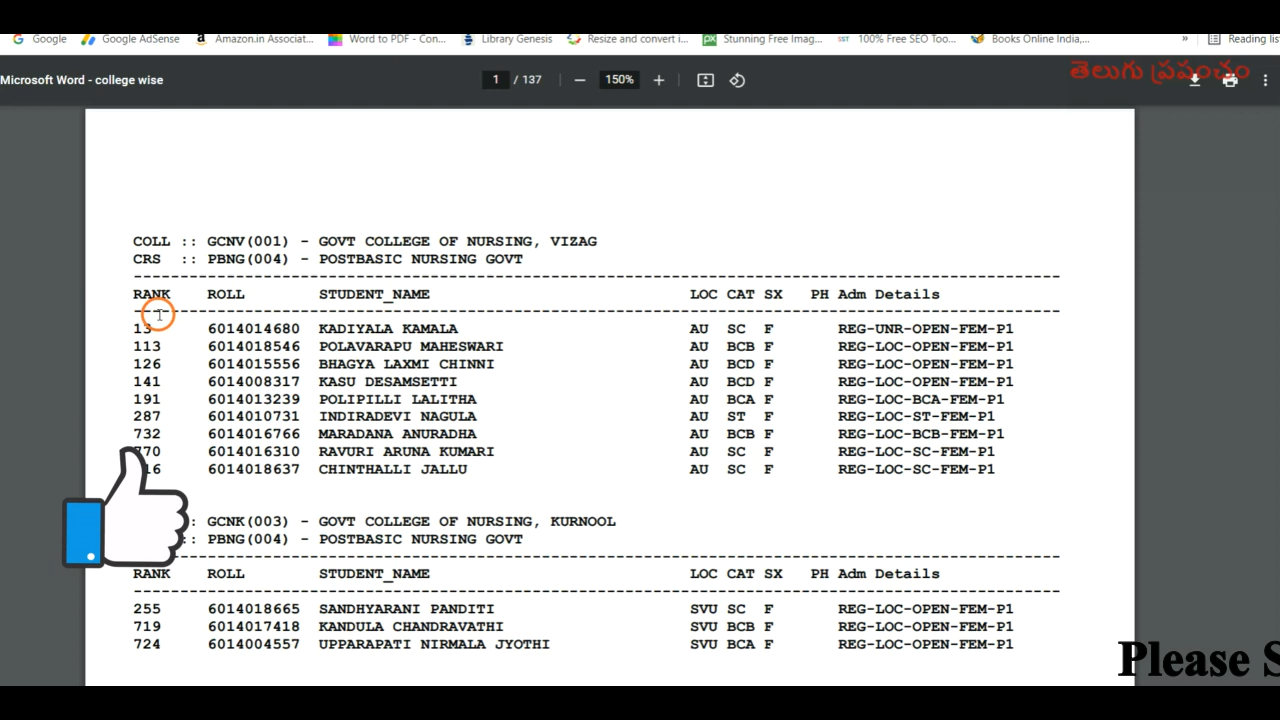 Google Google AdSense Amazon.in Associat... Word to PDF - Con... Library Genesis Resize and convert i... Stunning Free Imag... 100% Free SEO Too... Books Online India,... » Reading list
Microsoft Word - college wise 1 / 137 − 150% +
తెలుగు ప్రపంచం
COLL :: GCNV(001) - GOVT COLLEGE OF NURSING, VIZAG
CRS :: PBNG(004) - POSTBASIC NURSING GOVT
RANK ROLL STUDENT_NAME LOC CAT SX PH Adm Details
13 6014014680 KADIYALA KAMALA AU SC F REG-UNR-OPEN-FEM-P1
113 6014018546 POLAVARAPU MAHESWARI AU BCB F REG-LOC-OPEN-FEM-P1
126 6014015556 BHAGYA LAXMI CHINNI AU BCD F REG-LOC-OPEN-FEM-P1
141 6014008317 KASU DESAMSETTI AU BCD F REG-LOC-OPEN-FEM-P1
191 6014013239 POLIPILLI LALITHA AU BCA F REG-LOC-BCA-FEM-P1
287 6014010731 INDIRADEVI NAGULA AU ST F REG-LOC-ST-FEM-P1
732 6014016766 MARADANA ANURADHA AU BCB F REG-LOC-BCB-FEM-P1
770 6014016310 RAVURI ARUNA KUMARI AU SC F REG-LOC-SC-FEM-P1
6014018637 CHINTHALLI JALLU AU SC F REG-LOC-SC-FEM-P1
GCNK(003) - GOVT COLLEGE OF NURSING, KURNOOL
PBNG(004) - POSTBASIC NURSING GOVT
RANK ROLL STUDENT_NAME LOC CAT SX PH Adm Details
255 6014018665 SANDHYARANI PANDITI SVU SC F REG-LOC-OPEN-FEM-P1
719 6014017418 KANDULA CHANDRAVATHI SVU BCB F REG-LOC-OPEN-FEM-P1
724 6014004557 UPPARAPATI NIRMALA JYOTHI SVU BCA F REG-LOC-OPEN-FEM-P1
Please S